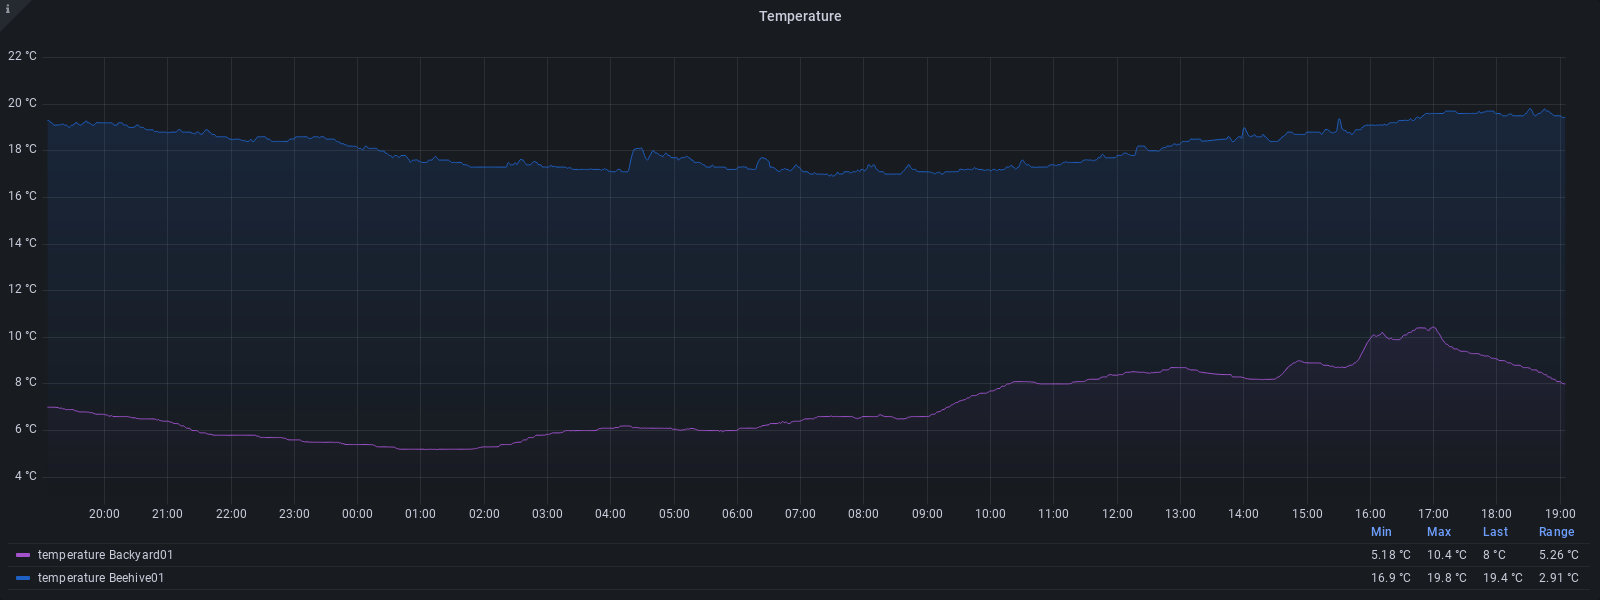 i
Temperature
22 °C
20 °C
18 °C
16 °C
14 °C
12 °C
10 °C
8 °C
6 °C
4 °C
20:00 21:00 22:00 23:00 00:00 01:00 02:00 03:00 04:00 05:00 06:00 07:00 08:00 09:00 10:00 11:00 12:00 13:00 14:00 15:00 16:00 17:00 18:00 19:00
Min Max Last Range
temperature Backyard01 5.18 °C 10.4 °C 8 °C 5.26 °C
temperature Beehive01 16.9 °C 19.8 °C 19.4 °C 2.91 °C